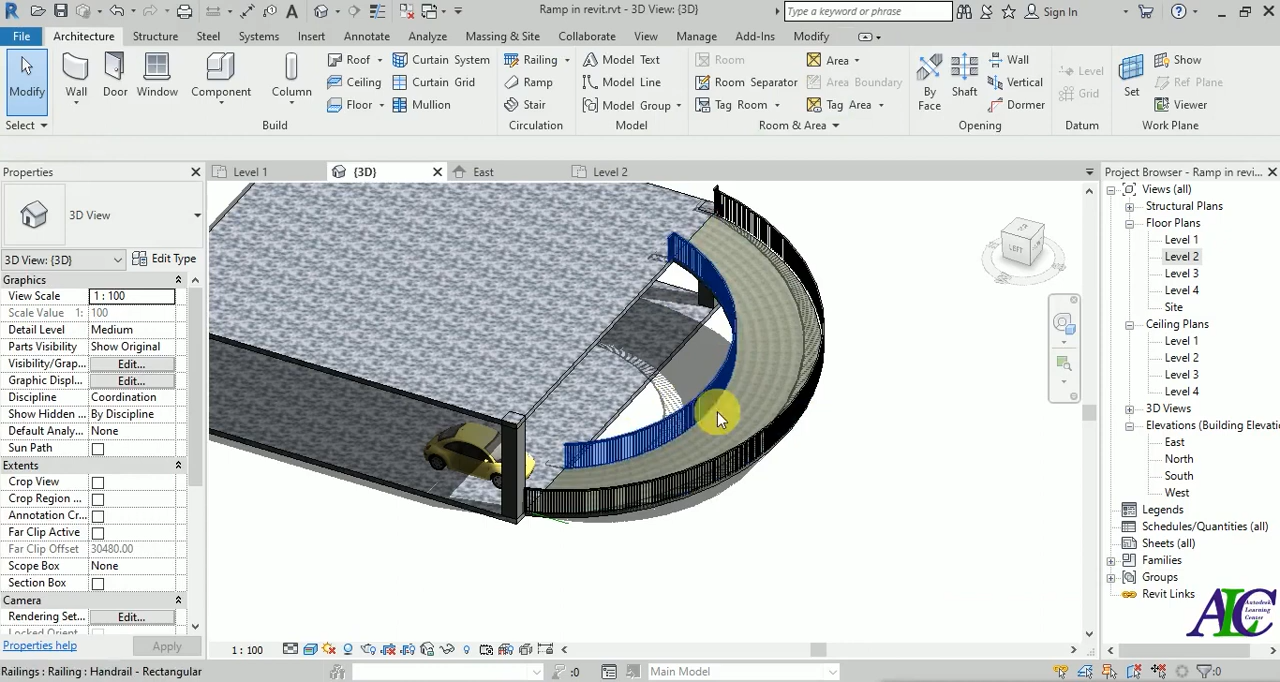 Ramp in revit.rvt - 3D View: {3D}
Type a keyword or phrase
Sign In
File Architecture Structure Steel Systems Insert Annotate Analyze Massing & Site Collaborate View Manage Add-Ins Modify
Modify
Wall
Door
Window
Component
Column
Roof
Ceiling
Floor
Curtain System
Curtain Grid
Mullion
Railing
Ramp
Stair
Model Text
Model Line
Model Group
Room
Room Separator
Tag Room
Area
Area Boundary
Tag Area
By
Face
Shaft
Wall
Vertical
Dormer
Level
Grid
Set
Show
Ref Plane
Viewer
Select
Build
Circulation
Model
Room & Area
Opening
Datum
Work Plane
Properties
Level 1
{3D}
East
Level 2
Project Browser - Ramp in revi...
3D View
3D View: {3D}
Edit Type
Graphics
View Scale 1 : 100
Scale Value 1: 100
Detail Level Medium
Parts Visibility Show Original
Visibility/Grap... Edit...
Graphic Displ... Edit...
Discipline Coordination
Show Hidden ... By Discipline
Default Analy... None
Sun Path
Extents
Crop View
Crop Region ...
Annotation Cr...
Far Clip Active
Far Clip Offset 30480.00
Scope Box None
Section Box
Camera
Rendering Set... Edit...
Locked Orient
Properties help
Apply
LEFT
Views (all)
Structural Plans
Floor Plans
Level 1
Level 2
Level 3
Level 4
Site
Ceiling Plans
Level 1
Level 2
Level 3
Level 4
3D Views
Elevations (Building Elevatio
East
North
South
West
Legends
Schedules/Quantities (all)
Sheets (all)
Families
Groups
Revit Links
ALC
Autodesk
Learning
Center
1 : 100
Railings : Railing : Handrail - Rectangular
:0
Main Model
:0